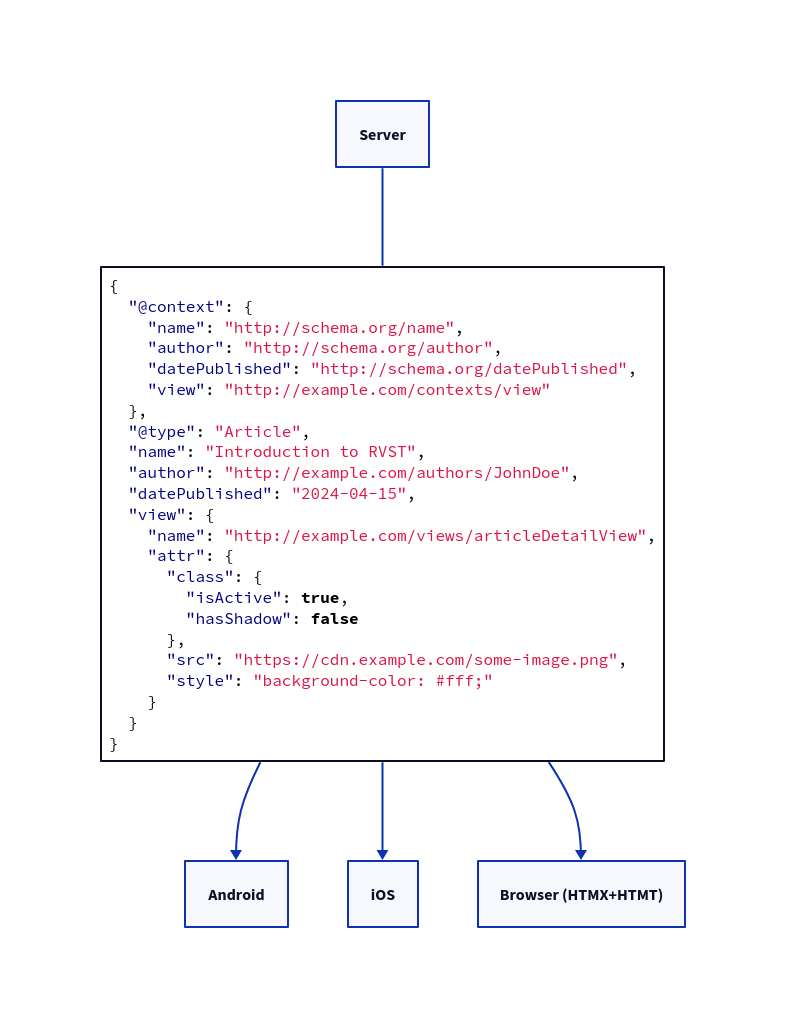 Server
{
  "@context": {
    "name": "http://schema.org/name",
    "author": "http://schema.org/author",
    "datePublished": "http://schema.org/datePublished",
    "view": "http://example.com/contexts/view"
  },
  "@type": "Article",
  "name": "Introduction to RVST",
  "author": "http://example.com/authors/JohnDoe",
  "datePublished": "2024-04-15",
  "view": {
    "name": "http://example.com/views/articleDetailView",
    "attr": {
      "class": {
        "isActive": true,
        "hasShadow": false
      },
      "src": "https://cdn.example.com/some-image.png",
      "style": "background-color: #fff;"
    }
  }
}
Android
iOS
Browser (HTMX+HTMT)